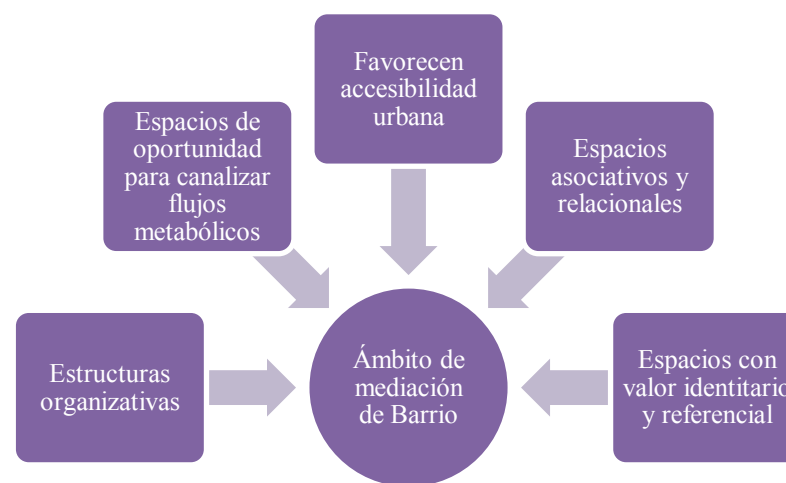 Favorecen
accesibilidad
urbana
Espacios de
oportunidad
para canalizar
flujos
metabólicos
Espacios
asociativos y
relacionales
Estructuras
organizativas
Ámbito de
mediación
de Barrio
Espacios con
valor identitario
y referencial